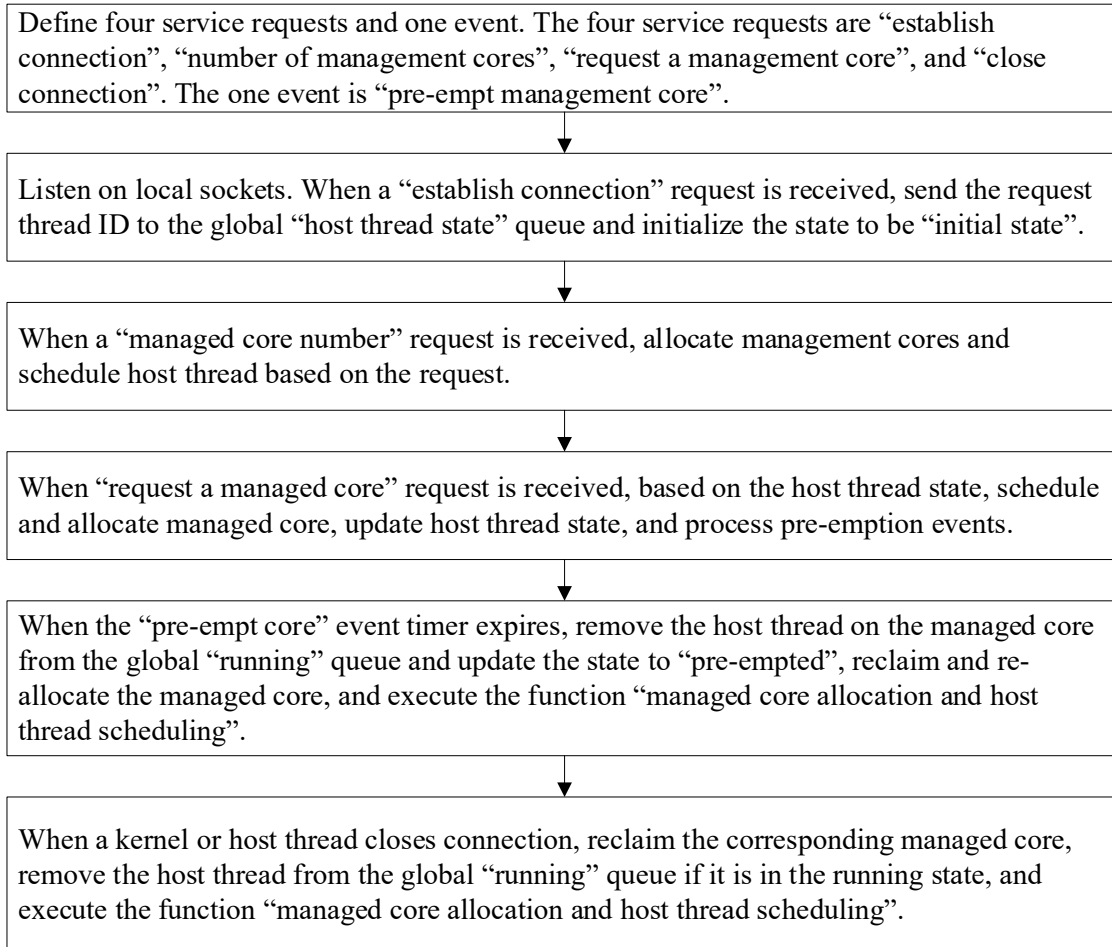 Define four service requests and one event. The four service requests are “establish
connection”, “number of management cores”, “request a management core”, and “close
connection”. The one event is “pre-empt management core”.
Listen on local sockets. When a “establish connection” request is received, send the request
thread ID to the global “host thread state” queue and initialize the state to be “initial state”.
When a “managed core number” request is received, allocate management cores and
schedule host thread based on the request.
When “request a managed core” request is received, based on the host thread state, schedule
and allocate managed core, update host thread state, and process pre-emption events.
When the “pre-empt core” event timer expires, remove the host thread on the managed core
from the global “running” queue and update the state to “pre-empted”, reclaim and re-
allocate the managed core, and execute the function “managed core allocation and host
thread scheduling”.
When a kernel or host thread closes connection, reclaim the corresponding managed core,
remove the host thread from the global “running” queue if it is in the running state, and
execute the function “managed core allocation and host thread scheduling”.